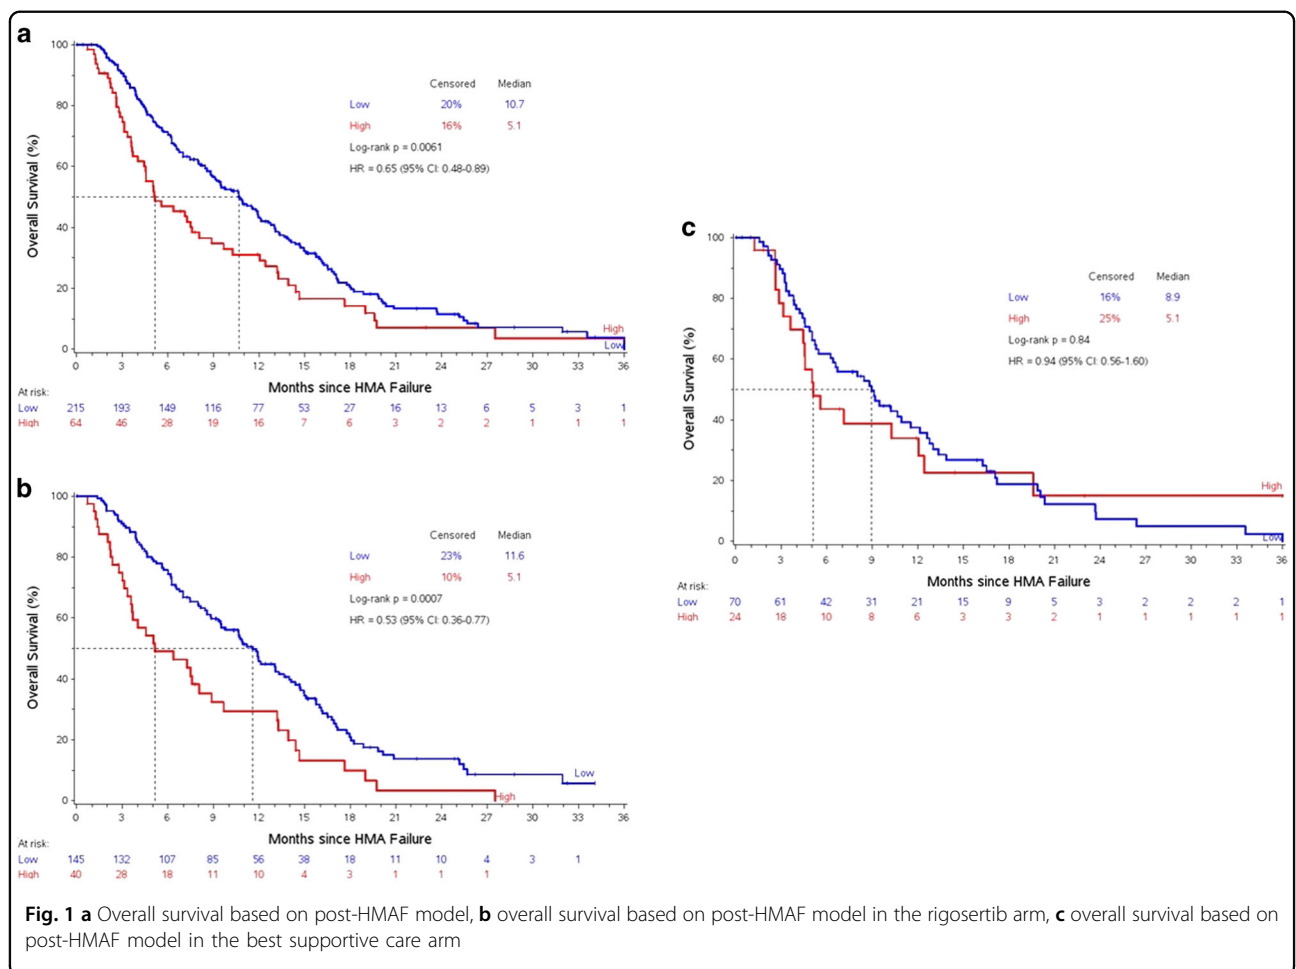 a
100
80
60
40
20
0
Overall Survival (%)
Censored Median
Low 20% 10.7
High 16% 5.1
Log-rank p = 0.0061
HR = 0.65 (95% CI: 0.48-0.89)
High
Low
0 3 6 9 12 15 18 21 24 27 30 33 36
Months since HMA Failure
At risk:
Low 215 193 149 116 77 53 27 16 13 6 5 3 1
High 64 46 28 19 16 7 6 3 2 2 1 1 1
b
100
80
60
40
20
0
Overall Survival (%)
Censored Median
Low 23% 11.6
High 10% 5.1
Log-rank p = 0.0007
HR = 0.53 (95% CI: 0.36-0.77)
Low
High
0 3 6 9 12 15 18 21 24 27 30 33 36
Months since HMA Failure
At risk:
Low 145 132 107 85 56 38 18 11 10 4 3 1
High 40 28 18 11 10 4 3 1 1 1
c
100
80
60
40
20
0
Overall Survival (%)
Censored Median
Low 16% 8.9
High 25% 5.1
Log-rank p = 0.84
HR = 0.94 (95% CI: 0.56-1.60)
High
Low
0 3 6 9 12 15 18 21 24 27 30 33 36
Months since HMA Failure
At risk:
Low 70 61 42 31 21 15 9 5 3 2 2 2 1
High 24 18 10 8 6 3 3 2 1 1 1 1 1
Fig. 1 a Overall survival based on post-HMAF model, b overall survival based on post-HMAF model in the rigosertib arm, c overall survival based on
post-HMAF model in the best supportive care arm